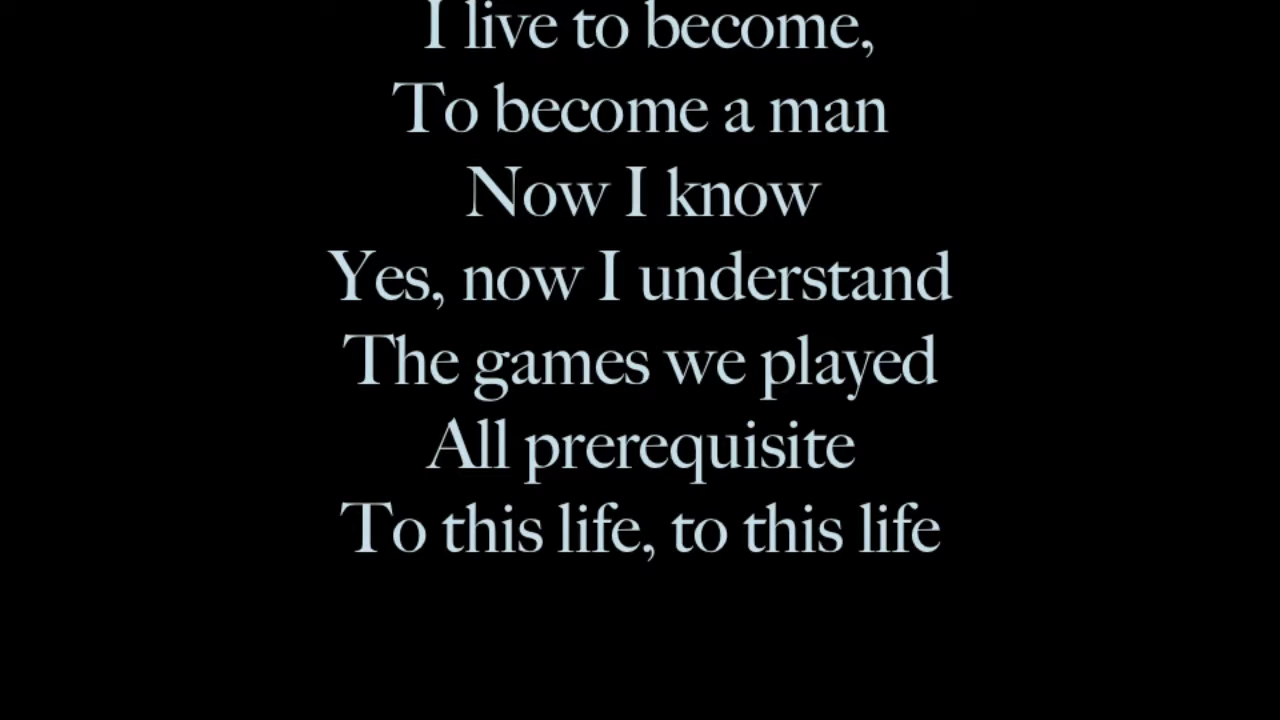 I live to become,
To become a man
Now I know
Yes, now I understand
The games we played
All prerequisite
To this life, to this life